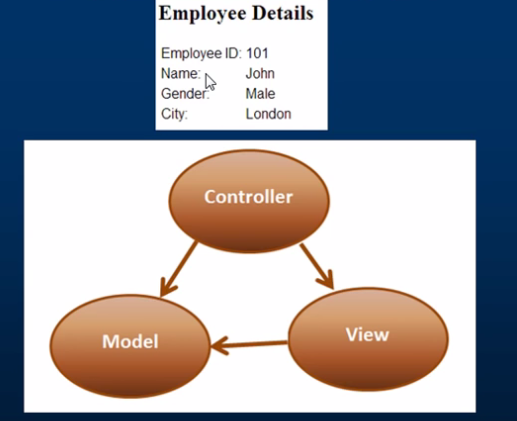 Employee Details
Employee ID: 101
Name: John
Gender: Male
City: London
Controller
Model
View